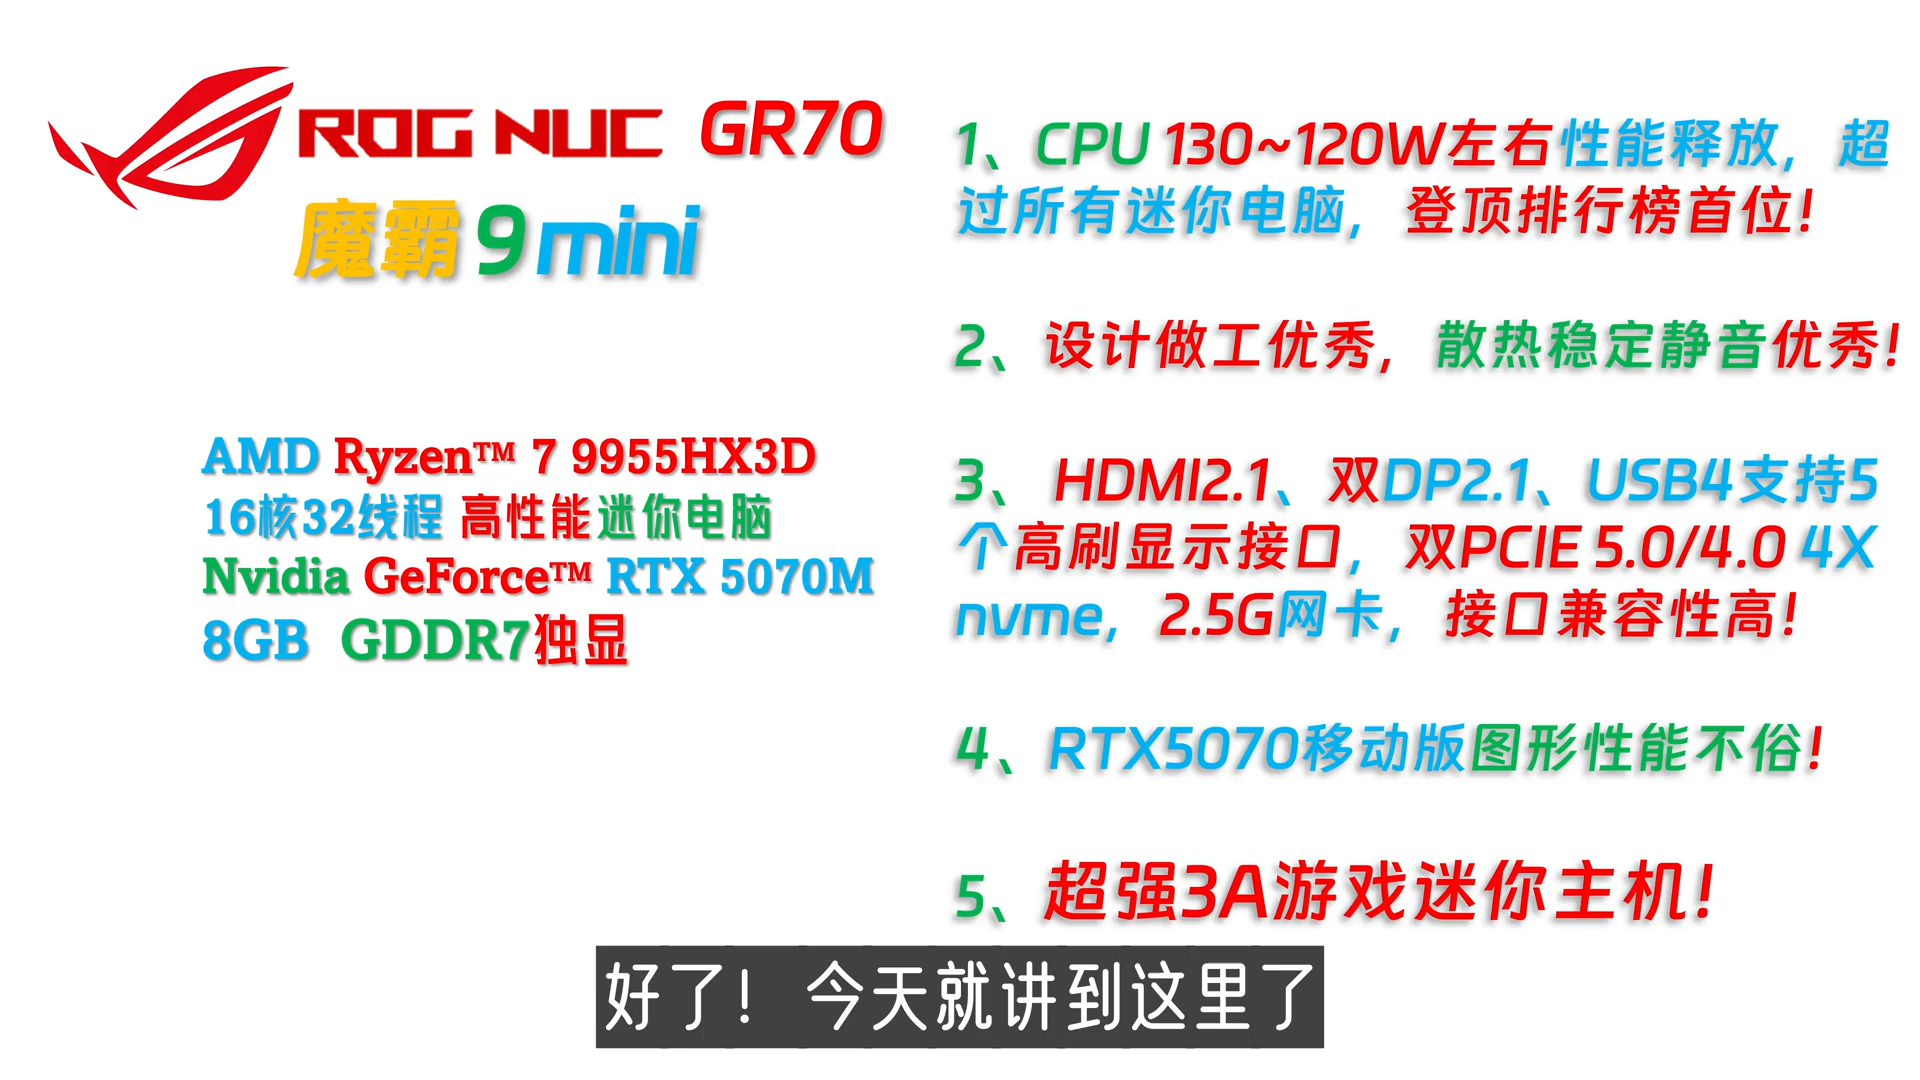 ROG NUC GR70
魔霸9mini
AMD Ryzen™ 7 9955HX3D
16核32线程 高性能迷你电脑
Nvidia GeForce™ RTX 5070M
8GB GDDR7独显
1、CPU 130~120W左右性能释放，超
过所有迷你电脑，登顶排行榜首位！
2、设计做工优秀，散热稳定静音优秀！
3、HDMI2.1、双DP2.1、USB4支持5
个高刷显示接口，双PCIE 5.0/4.0 4X
nvme，2.5G网卡，接口兼容性高！
4、RTX5070移动版图形性能不俗！
5、超强3A游戏迷你主机！
好了！ 今天就讲到这里了